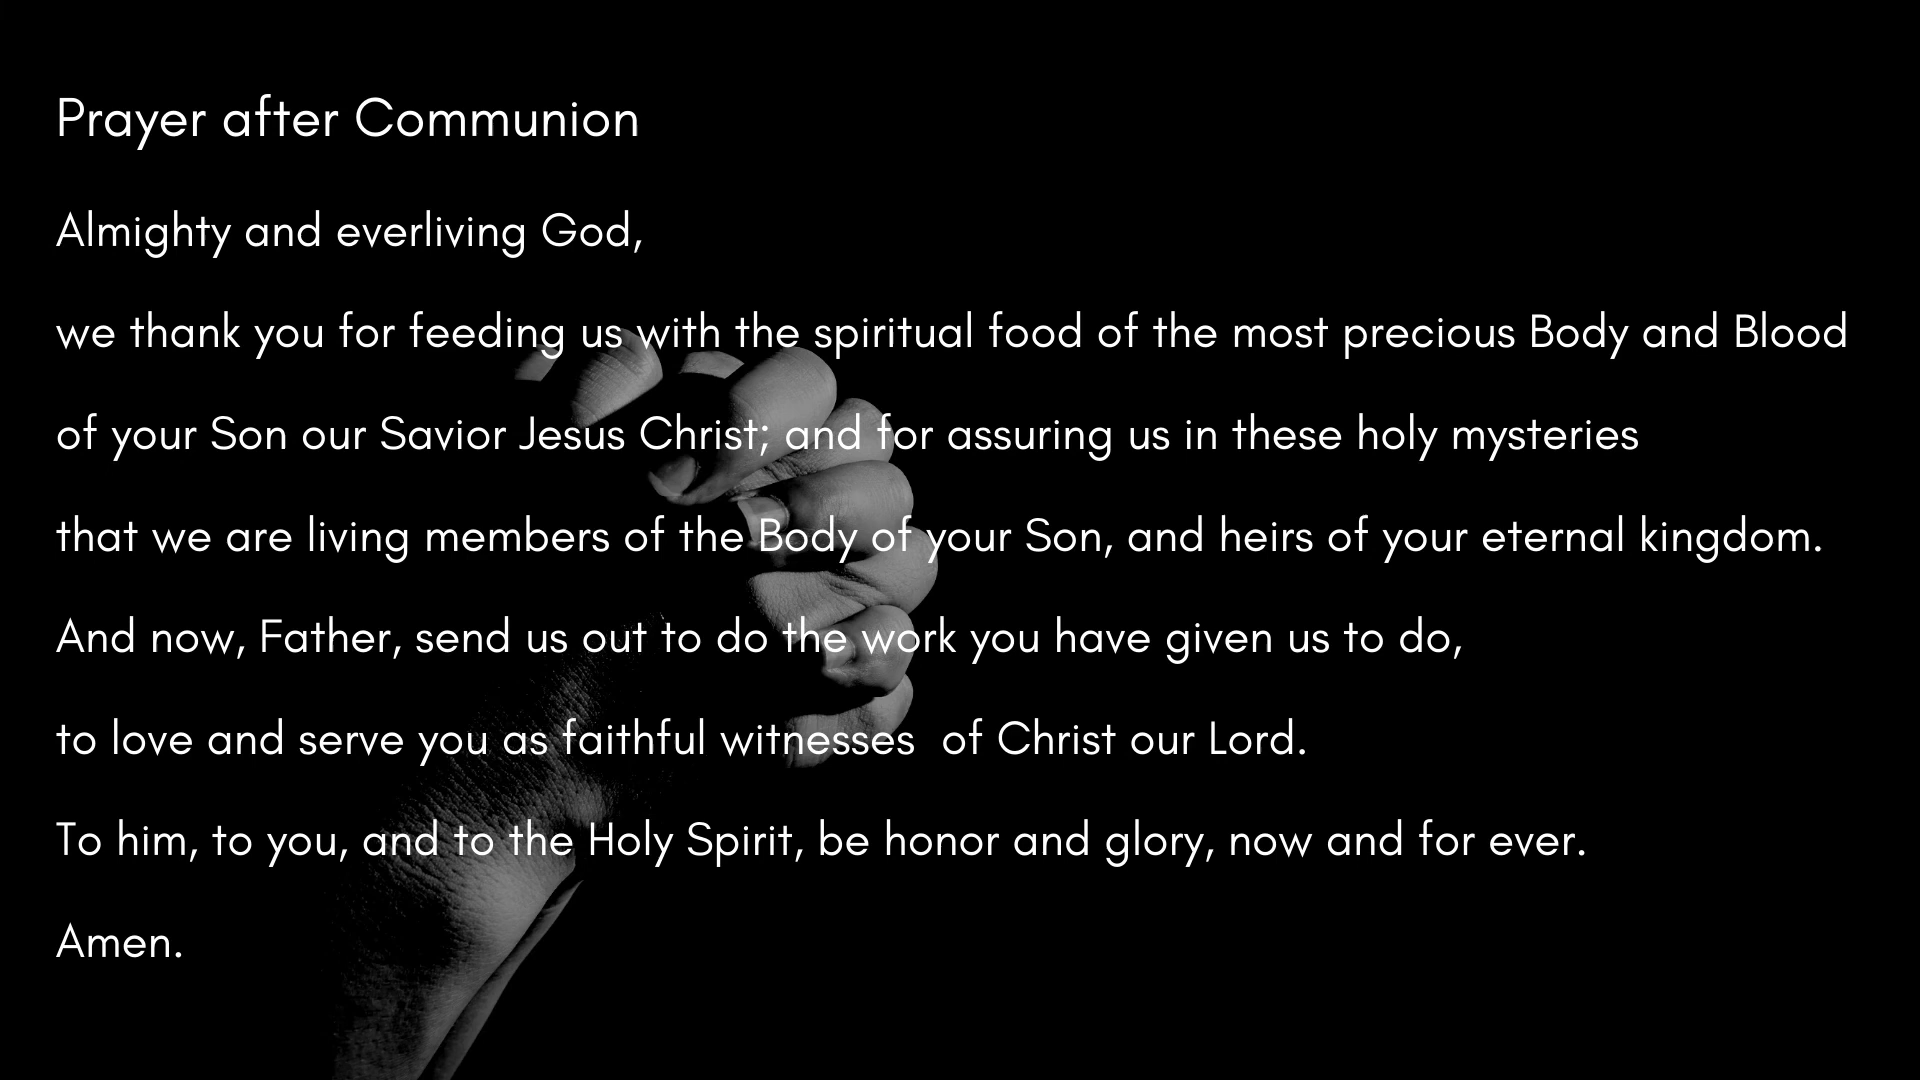 Prayer after Communion
Almighty and everliving God,
we thank you for feeding us with the spiritual food of the most precious Body and Blood
of your Son our Savior Jesus Christ; and for assuring us in these holy mysteries
that we are living members of the Body of your Son, and heirs of your eternal kingdom.
And now, Father, send us out to do the work you have given us to do,
to love and serve you as faithful witnesses  of Christ our Lord.
To him, to you, and to the Holy Spirit, be honor and glory, now and for ever.
Amen.